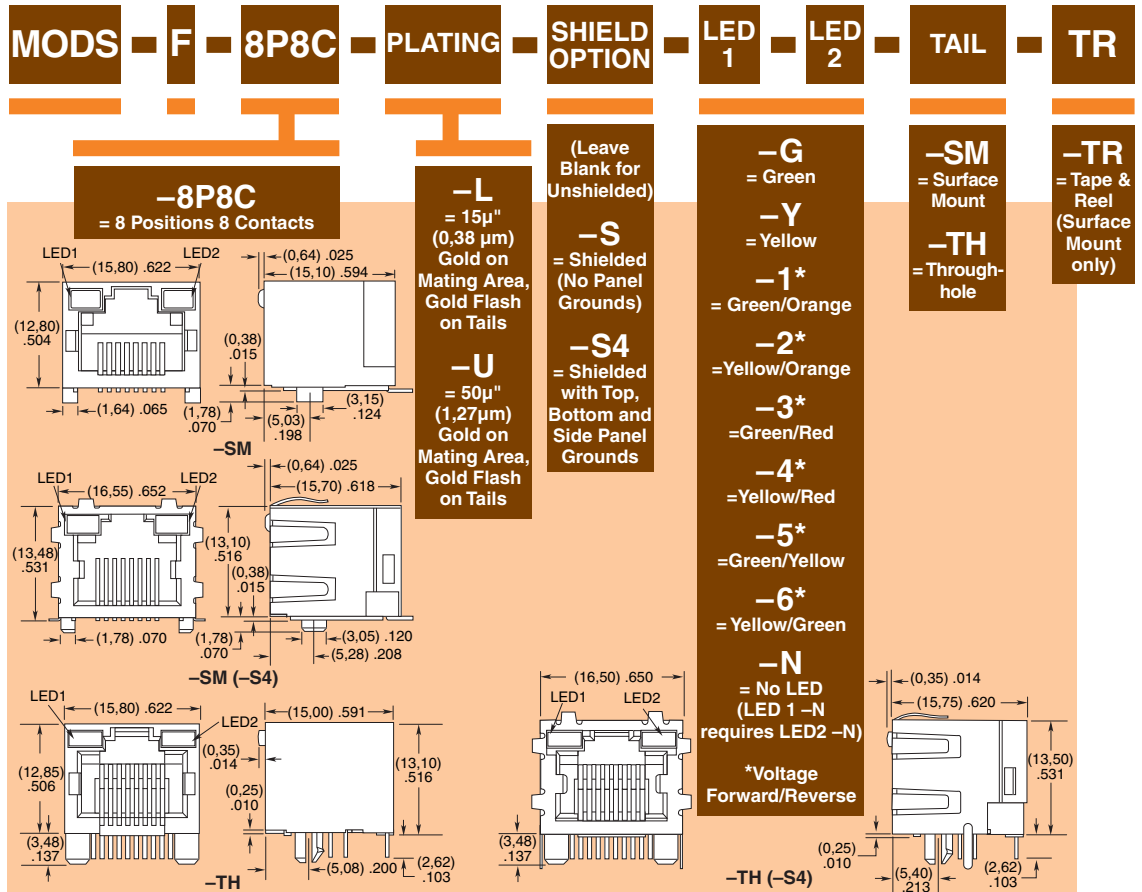 MODS - F - 8P8C - PLATING - SHIELD OPTION - LED 1 - LED 2 - TAIL - TR
–8P8C
= 8 Positions 8 Contacts
–L
= 15µ"
(0,38 µm)
Gold on
Mating Area,
Gold Flash
on Tails
–U
= 50µ"
(1,27µm)
Gold on
Mating Area,
Gold Flash
on Tails
(Leave
Blank for
Unshielded)
–S
= Shielded
(No Panel
Grounds)
–S4
= Shielded
with Top,
Bottom and
Side Panel
Grounds
–G
= Green
–Y
= Yellow
–1*
= Green/Orange
–2*
=Yellow/Orange
–3*
=Green/Red
–4*
=Yellow/Red
–5*
=Green/Yellow
–6*
= Yellow/Green
–N
= No LED
(LED 1 –N
requires LED2 –N)
*Voltage
Forward/Reverse
–SM
= Surface
Mount
–TH
= Through-
hole
–TR
= Tape &
Reel
(Surface
Mount
only)
LED1
LED2
(15,80) .622
(12,80)
.504
(1,64) .065
(0,64) .025
(15,10) .594
(0,38)
.015
(1,78)
.070
(3,15)
.124
(5,03)
.198
–SM
LED1
LED2
(16,55) .652
(13,48)
.531
(1,78) .070
(0,64) .025
(15,70) .618
(13,10)
.516
(0,38)
.015
(1,78)
.070
(3,05) .120
(5,28) .208
–SM (–S4)
LED1
LED2
(15,80) .622
(12,85)
.506
(3,48)
.137
(15,00) .591
(0,35)
.014
(13,10)
.516
(0,25)
.010
(5,08) .200
(2,62)
.103
–TH
(16,50) .650
LED1
LED2
(3,48)
.137
(0,35) .014
(15,75) .620
(13,50)
.531
(0,25)
.010
(5,40)
.213
(2,62)
.103
–TH (–S4)